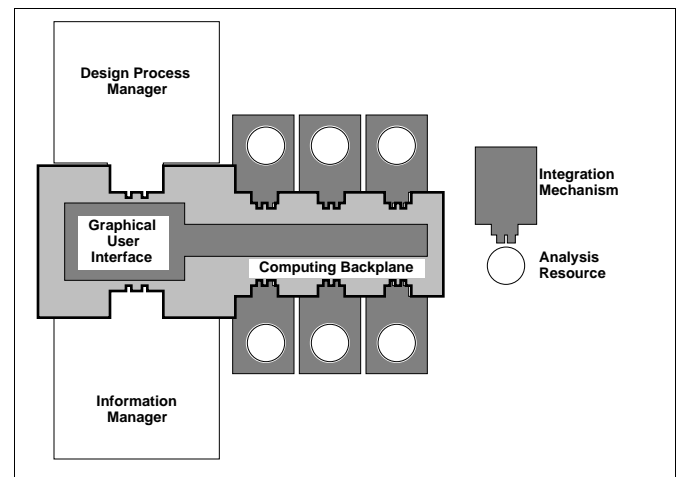 Design Process
Manager
Graphical
User
Interface
Computing Backplane
Information
Manager
Integration
Mechanism
Analysis
Resource